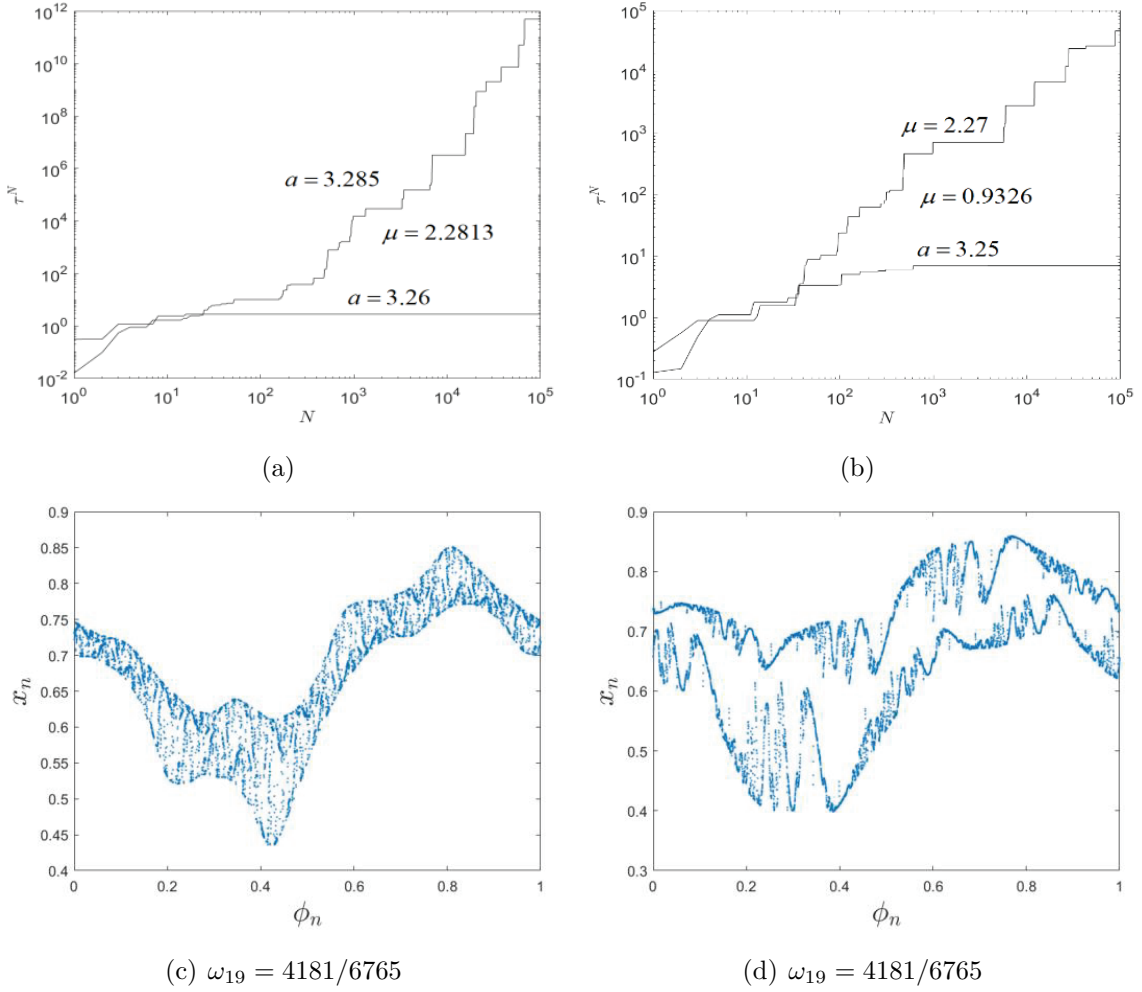 10^12
10^10
10^8
10^6
10^4
10^2
10^0
10^-2
τ^N
a = 3.285
μ = 2.2813
a = 3.26
10^0 10^1 10^2 10^3 10^4 10^5
N
(a)
10^5
10^4
10^3
10^2
10^1
10^0
10^-1
τ^N
μ = 2.27
μ = 0.9326
a = 3.25
10^0 10^1 10^2 10^3 10^4 10^5
N
(b)
0.9
0.85
0.8
0.75
0.7
0.65
0.6
0.55
0.5
0.45
0.4
x_n
0 0.2 0.4 0.6 0.8 1
ϕ_n
(c) ω_19 = 4181/6765
0.9
0.8
0.7
0.6
0.5
0.4
0.3
x_n
0 0.2 0.4 0.6 0.8 1
ϕ_n
(d) ω_19 = 4181/6765